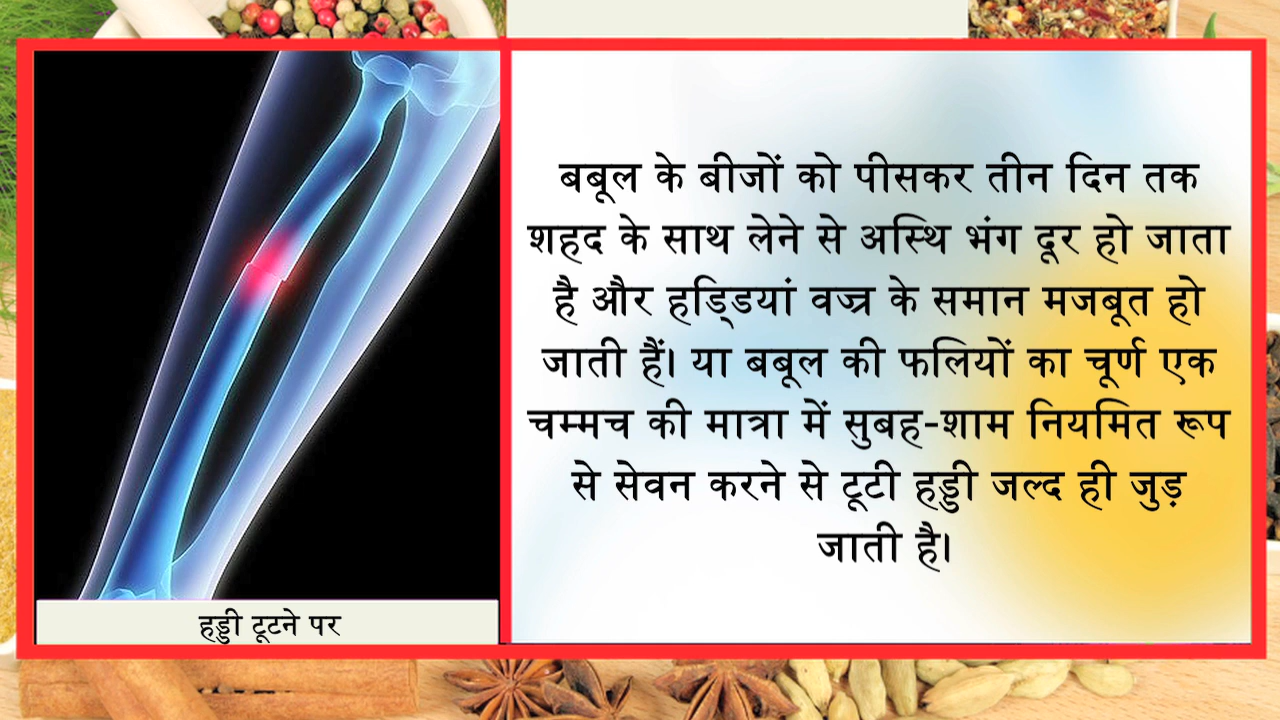 बबूल के बीजों को पीसकर तीन दिन तक
शहद के साथ लेने से अस्थि भंग दूर हो जाता
है और हडि्डयां वज्र के समान मजबूत हो
जाती हैं। या बबूल की फलियों का चूर्ण एक
चम्मच की मात्रा में सुबह-शाम नियमित रूप
से सेवन करने से टूटी हड्डी जल्द ही जुड़
जाती है।
हड्डी टूटने पर